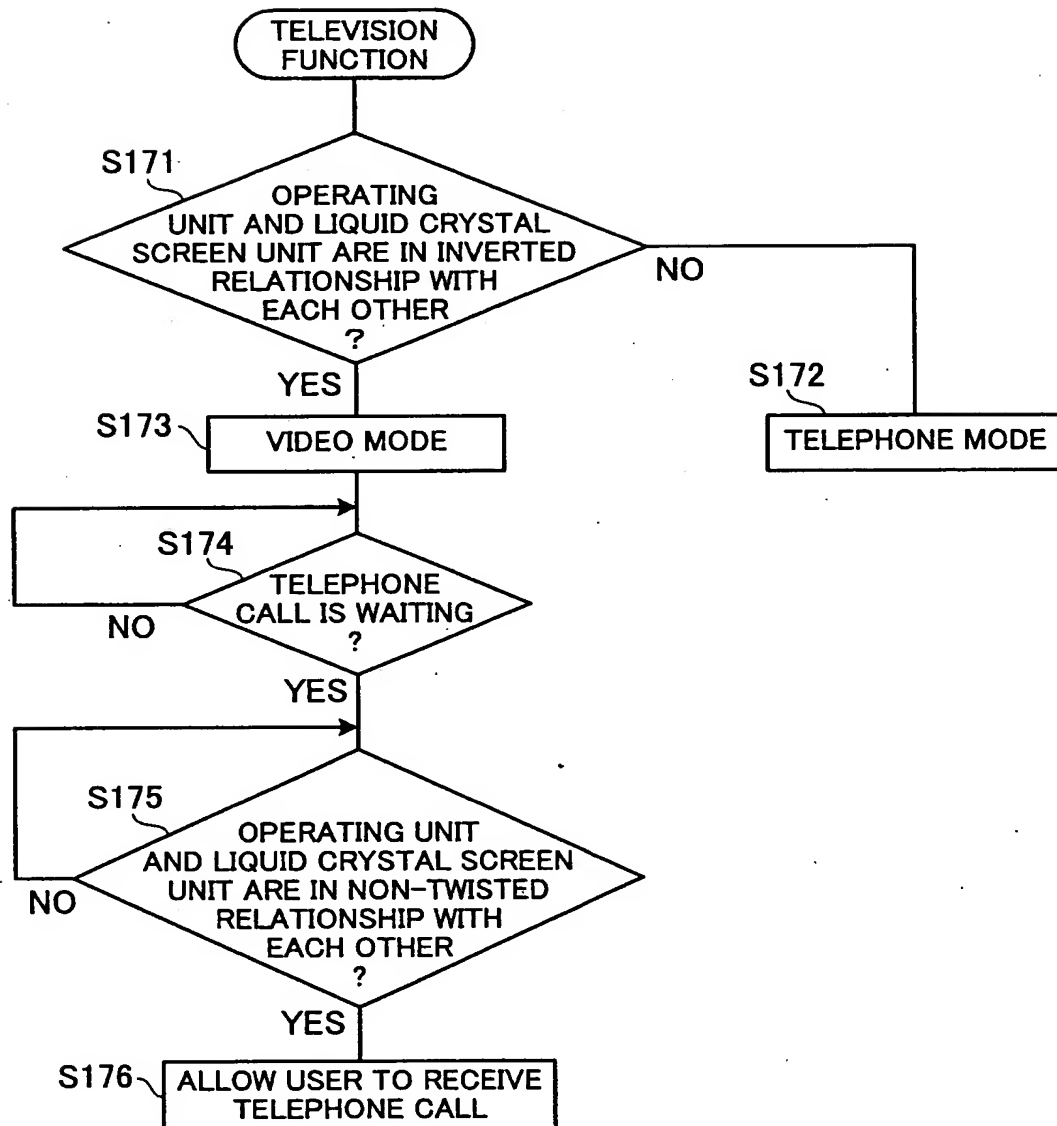 TELEVISION
FUNCTION
S171
OPERATING
UNIT AND LIQUID CRYSTAL
SCREEN UNIT ARE IN INVERTED
RELATIONSHIP WITH
EACH OTHER
?
NO
YES
S172
TELEPHONE MODE
S173
VIDEO MODE
S174
TELEPHONE
CALL IS WAITING
?
NO
YES
S175
OPERATING UNIT
AND LIQUID CRYSTAL SCREEN
UNIT ARE IN NON-TWISTED
RELATIONSHIP WITH
EACH OTHER
?
NO
YES
S176
ALLOW USER TO RECEIVE
TELEPHONE CALL